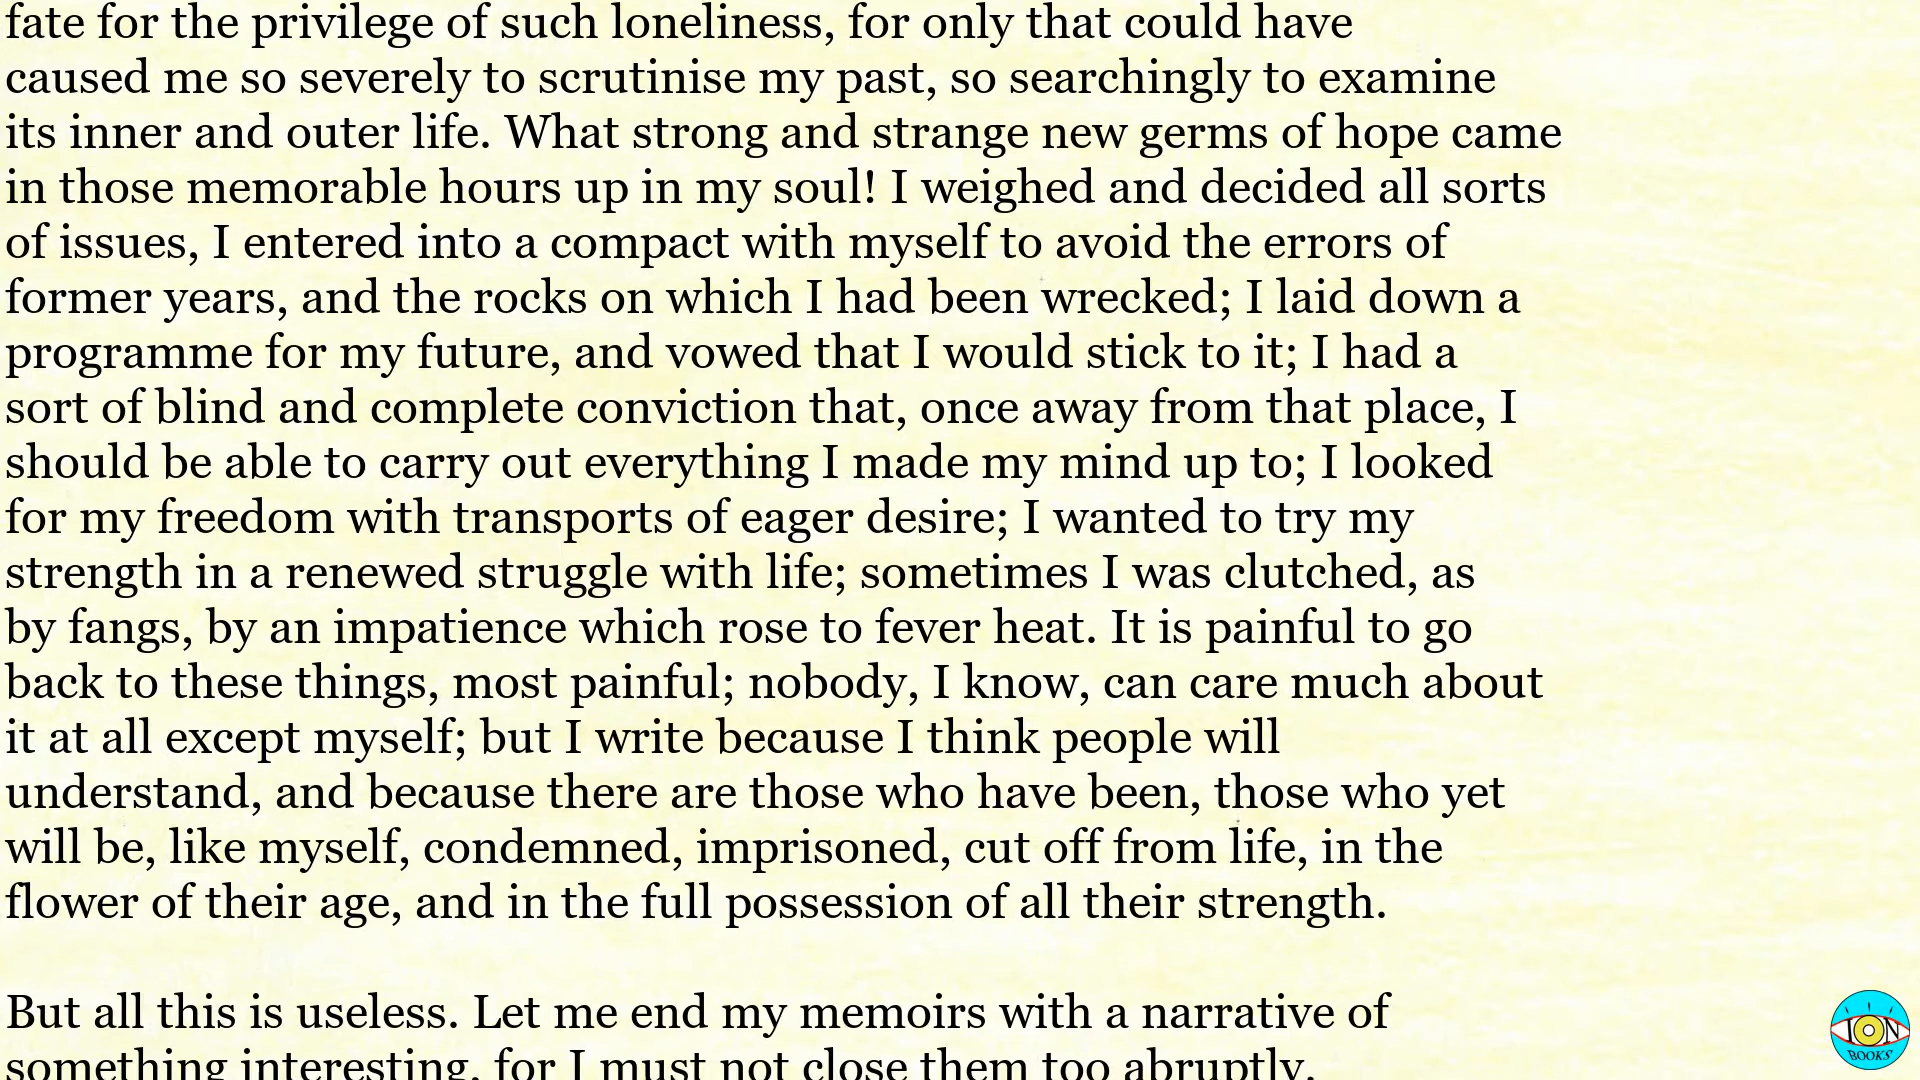 fate for the privilege of such loneliness, for only that could have
caused me so severely to scrutinise my past, so searchingly to examine
its inner and outer life. What strong and strange new germs of hope came
in those memorable hours up in my soul! I weighed and decided all sorts
of issues, I entered into a compact with myself to avoid the errors of
former years, and the rocks on which I had been wrecked; I laid down a
programme for my future, and vowed that I would stick to it; I had a
sort of blind and complete conviction that, once away from that place, I
should be able to carry out everything I made my mind up to; I looked
for my freedom with transports of eager desire; I wanted to try my
strength in a renewed struggle with life; sometimes I was clutched, as
by fangs, by an impatience which rose to fever heat. It is painful to go
back to these things, most painful; nobody, I know, can care much about
it at all except myself; but I write because I think people will
understand, and because there are those who have been, those who yet
will be, like myself, condemned, imprisoned, cut off from life, in the
flower of their age, and in the full possession of all their strength.
But all this is useless. Let me end my memoirs with a narrative of
something interesting, for I must not close them too abruptly.
ION
BOOKS